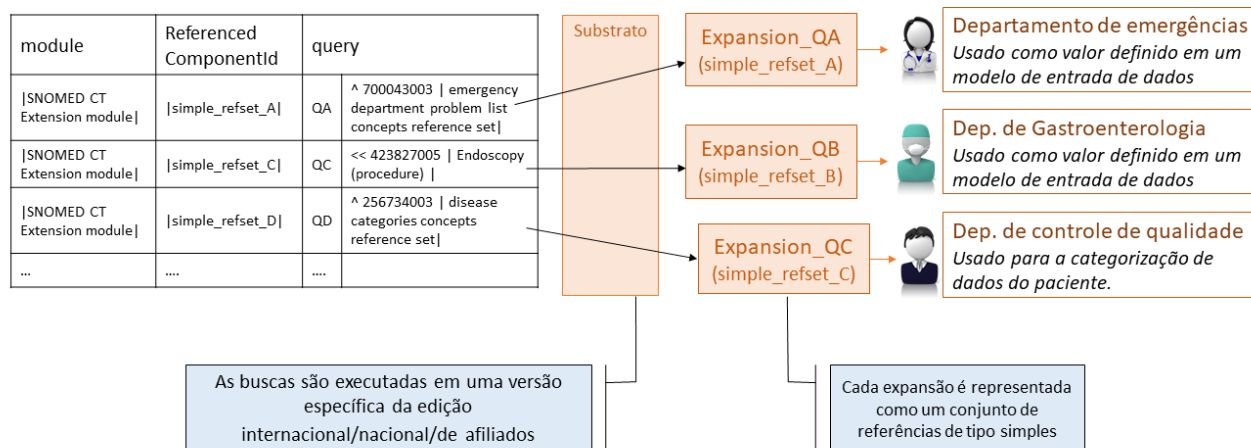 module
Referenced
ComponentId
query
|SNOMED CT
Extension module|
|simple_refset_A|
QA
^ 700043003 | emergency
department problem list
concepts reference set|
|SNOMED CT
Extension module|
|simple_refset_C|
QC
<< 423827005 | Endoscopy
(procedure) |
|SNOMED CT
Extension module|
|simple_refset_D|
QD
^ 256734003 | disease
categories concepts
reference set|
...
....
....
Substrato
Expansion_QA
(simple_refset_A)
Departamento de emergências
Usado como valor definido em um
modelo de entrada de dados
Expansion_QB
(simple_refset_B)
Dep. de Gastroenterologia
Usado como valor definido em um
modelo de entrada de dados
Expansion_QC
(simple_refset_C)
Dep. de controle de qualidade
Usado para a categorização de
dados do paciente.
As buscas são executadas em uma versão
específica da edição
internacional/nacional/de afiliados
Cada expansão é representada
como um conjunto de
referências de tipo simples